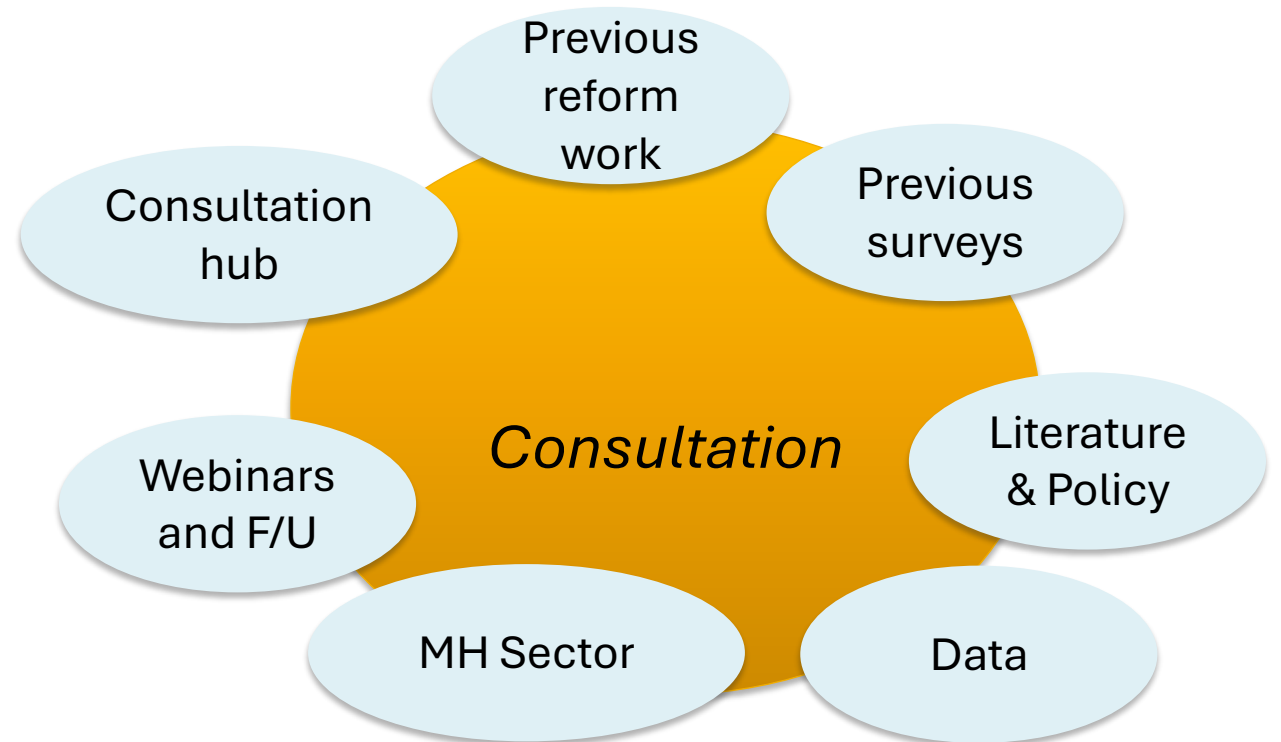 Previous
reform
work
Previous
surveys
Consultation
hub
Literature
& Policy
Consultation
Webinars
and F/U
MH Sector
Data